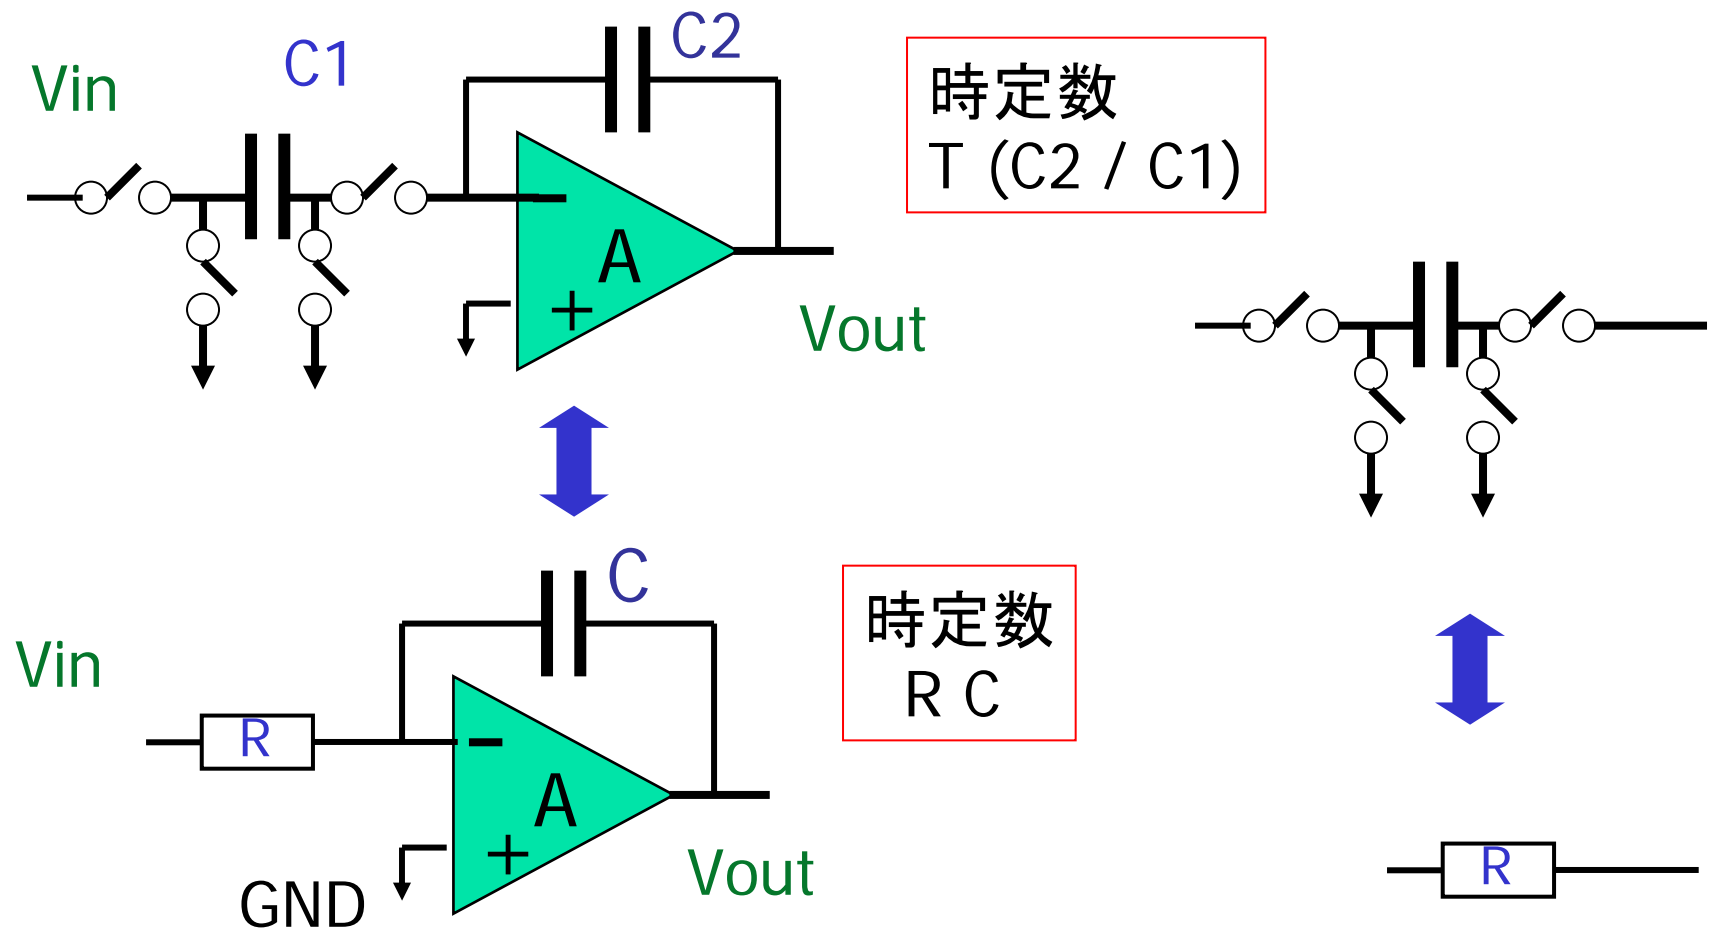 Vin
C1
C2
時定数
T (C2 / C1)
−
A
+
Vout
Vin
C
時定数
R C
R
−
A
+
Vout
GND
R